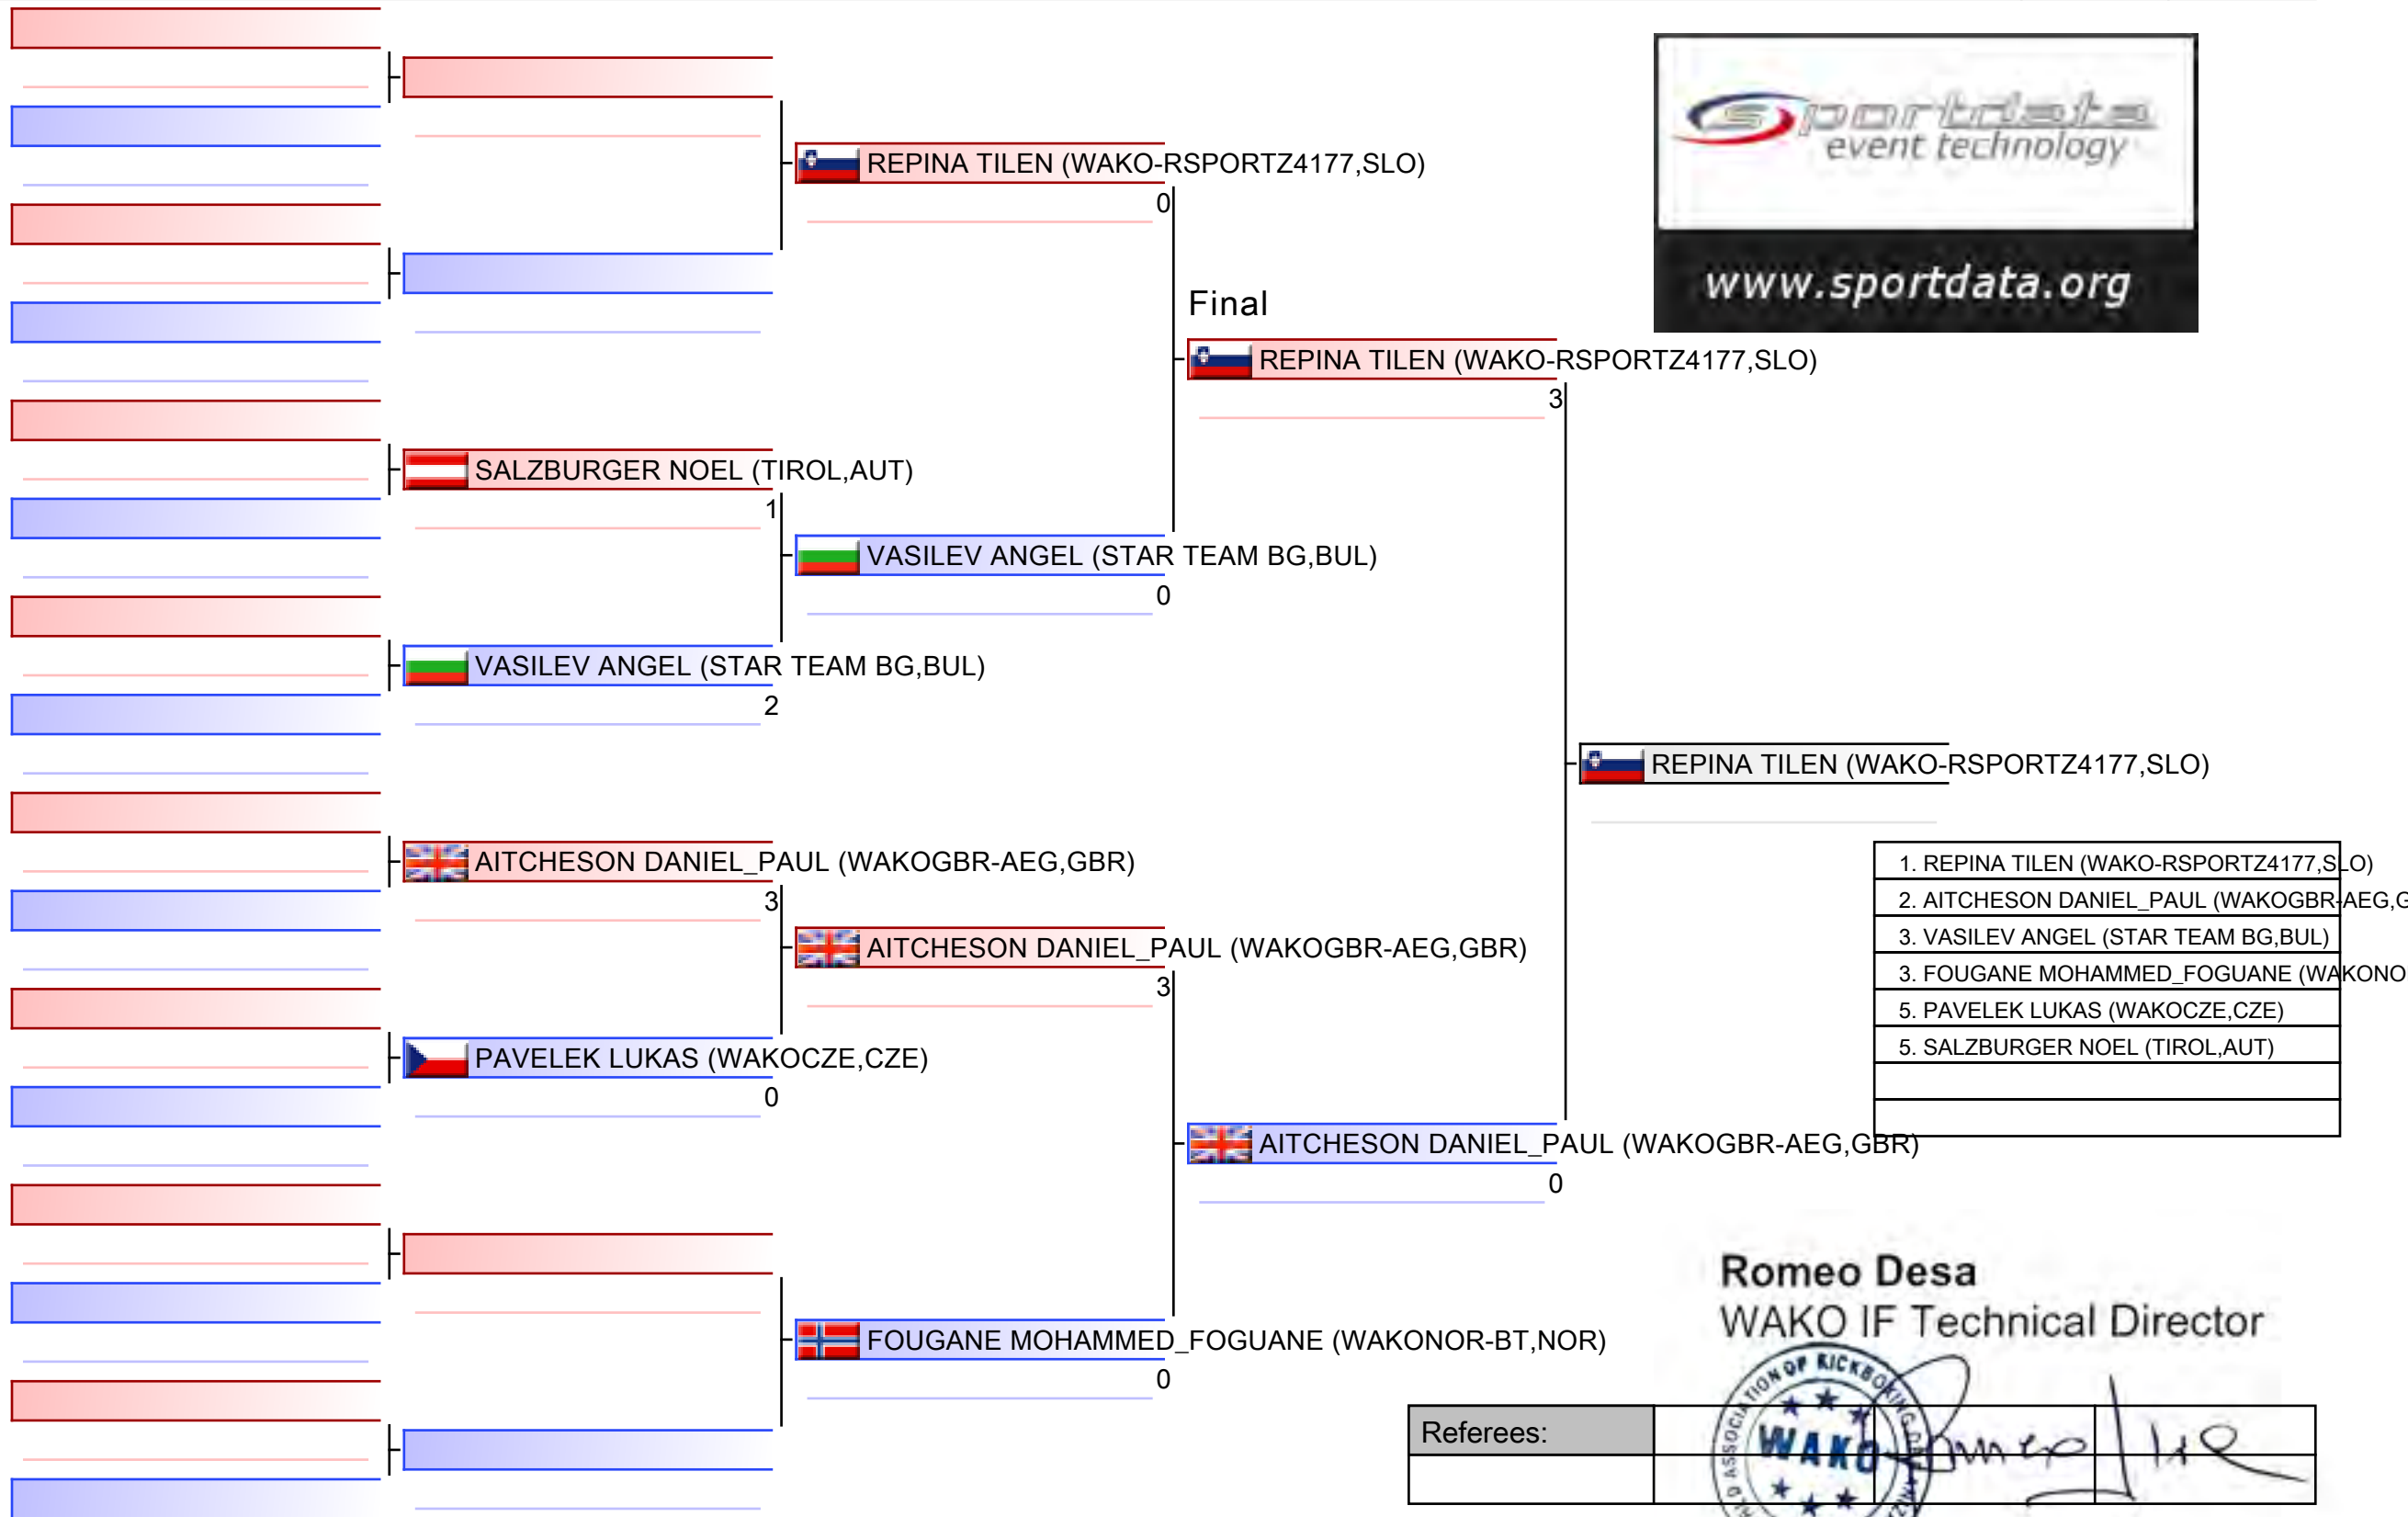 sportdata
event technology
www.sportdata.org
REPINA TILEN (WAKO-RSPORTZ4177,SLO)
0
Final
REPINA TILEN (WAKO-RSPORTZ4177,SLO)
3
SALZBURGER NOEL (TIROL,AUT)
1
VASILEV ANGEL (STAR TEAM BG,BUL)
0
VASILEV ANGEL (STAR TEAM BG,BUL)
2
REPINA TILEN (WAKO-RSPORTZ4177,SLO)
AITCHESON DANIEL_PAUL (WAKOGBR-AEG,GBR)
3
AITCHESON DANIEL_PAUL (WAKOGBR-AEG,GBR)
3
PAVELEK LUKAS (WAKOCZE,CZE)
0
AITCHESON DANIEL_PAUL (WAKOGBR-AEG,GBR)
0
FOUGANE MOHAMMED_FOGUANE (WAKONOR-BT,NOR)
0
1. REPINA TILEN (WAKO-RSPORTZ4177,SLO)
2. AITCHESON DANIEL_PAUL (WAKOGBR-AEG,G
3. VASILEV ANGEL (STAR TEAM BG,BUL)
3. FOUGANE MOHAMMED_FOGUANE (WAKONO
5. PAVELEK LUKAS (WAKOCZE,CZE)
5. SALZBURGER NOEL (TIROL,AUT)
Romeo Desa
WAKO IF Technical Director
Referees:
ASSOCIATION OF KICKBOXING
WAKO